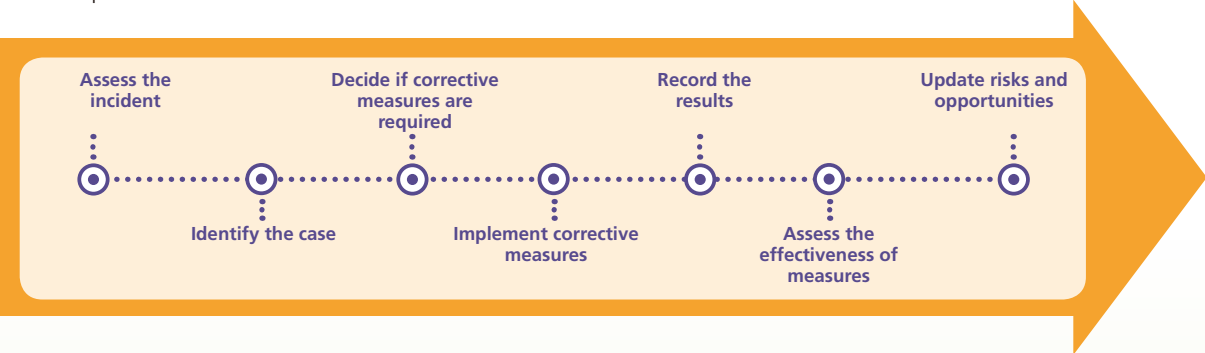 Assess the
incident
Identify the case
Decide if corrective
measures are
required
Implement corrective
measures
Record the
results
Assess the
effectiveness of
measures
Update risks and
opportunities